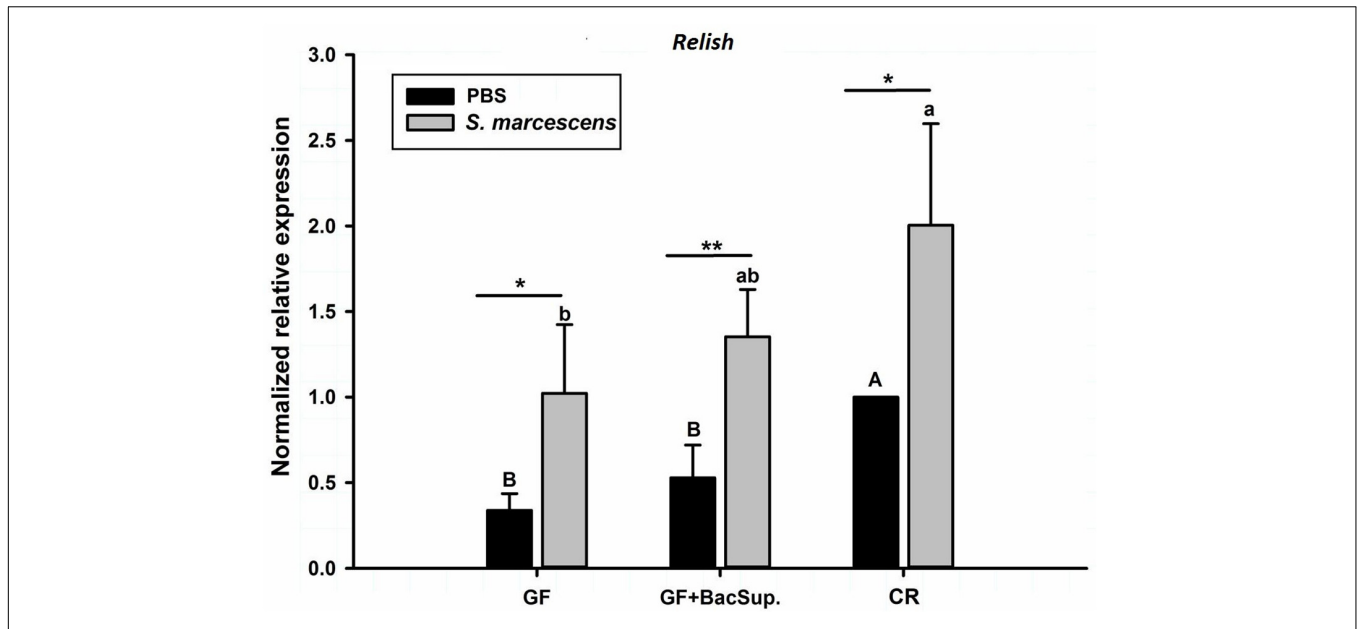 Relish
3.0
2.5
2.0
1.5
1.0
0.5
0.0
Normalized relative expression
PBS
S. marcescens
*
b
B
**
ab
B
*
a
A
GF
GF+BacSup.
CR